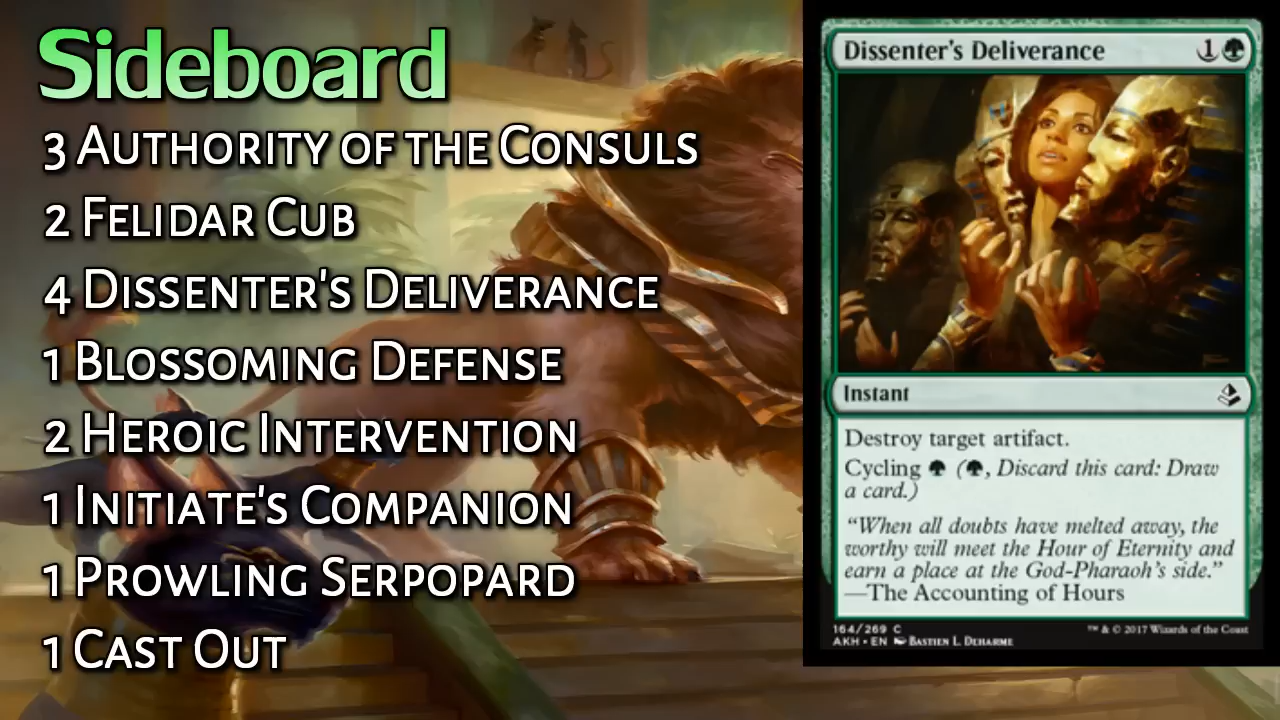 Sideboard
3 Authority of the Consuls
2 Felidar Cub
4 Dissenter's Deliverance
1 Blossoming Defense
2 Heroic Intervention
1 Initiate's Companion
1 Prowling Serpopard
1 Cast Out
Dissenter's Deliverance 1
Instant
Destroy target artifact.
Cycling (, Discard this card: Draw
a card.)
"When all doubts have melted away, the
worthy will meet the Hour of Eternity and
earn a place at the God-Pharaoh's side."
—The Accounting of Hours
164/269 C
AKH • EN Bastien L. Deharme
™ & © 2017 Wizards of the Coast